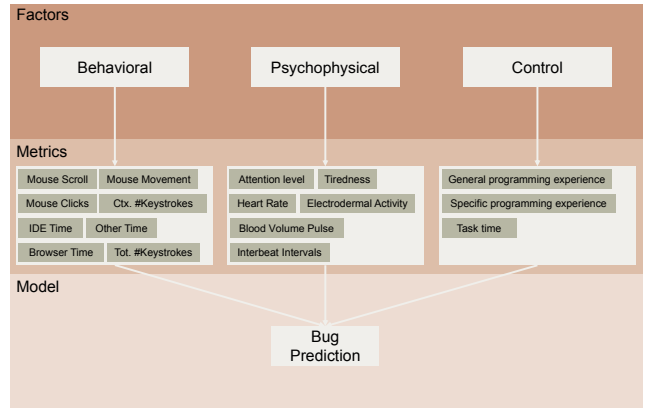 Factors
Behavioral
Psychophysical
Control
Metrics
Mouse Scroll
Mouse Movement
Mouse Clicks
Ctx. #Keystrokes
IDE Time
Other Time
Browser Time
Tot. #Keystrokes
Attention level
Tiredness
Heart Rate
Electrodermal Activity
Blood Volume Pulse
Interbeat Intervals
General programming experience
Specific programming experience
Task time
Model
Bug
Prediction